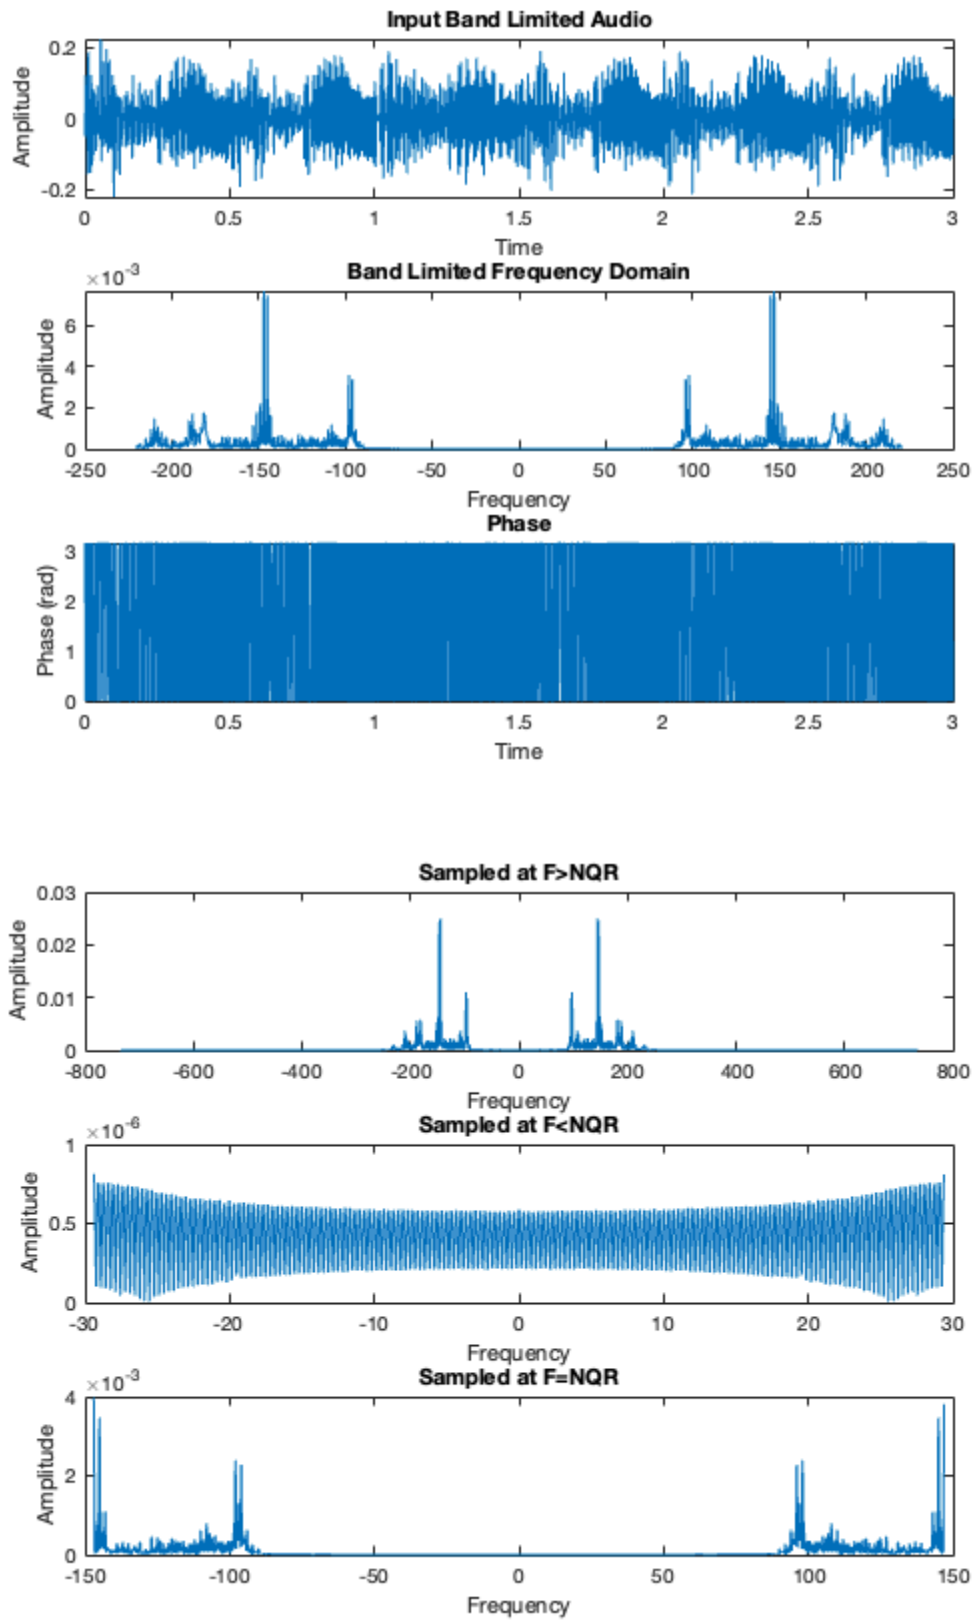 Input Band Limited Audio
0.2
0
-0.2
Amplitude
0 0.5 1 1.5 2 2.5 3
Time
Band Limited Frequency Domain
×10-3
6
4
2
0
Amplitude
-250 -200 -150 -100 -50 0 50 100 150 200 250
Frequency
Phase
3
2
1
0
Phase (rad)
0 0.5 1 1.5 2 2.5 3
Time
Sampled at F>NQR
0.03
0.02
0.01
0
Amplitude
-800 -600 -400 -200 0 200 400 600 800
Frequency
Sampled at F<NQR
×10-6
1
0.5
0
Amplitude
-30 -20 -10 0 10 20 30
Frequency
Sampled at F=NQR
×10-3
4
2
0
Amplitude
-150 -100 -50 0 50 100 150
Frequency